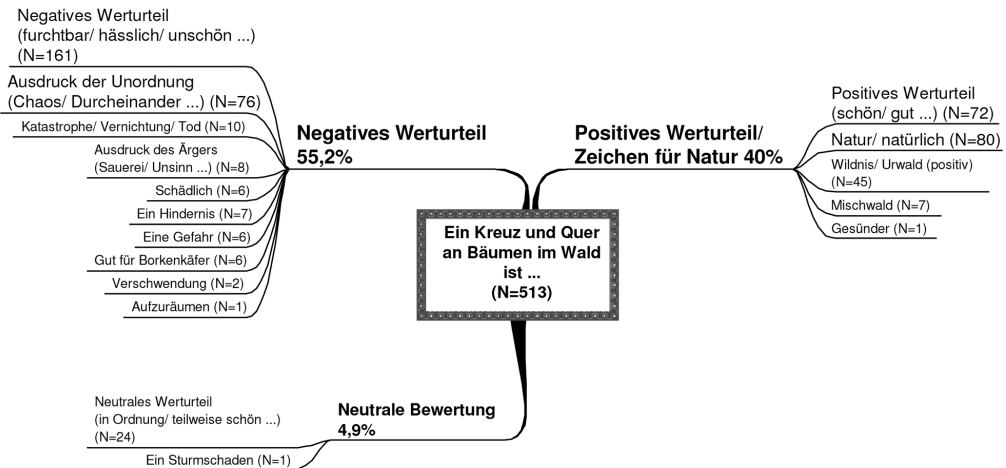 Negatives Werturteil
(furchtbar/ hässlich/ unschön ...)
(N=161)
Ausdruck der Unordnung
(Chaos/ Durcheinander ...) (N=76)
Katastrophe/ Vernichtung/ Tod (N=10)
Ausdruck des Ärgers
(Sauerei/ Unsinn ...) (N=8)
Schädlich (N=6)
Ein Hindernis (N=7)
Eine Gefahr (N=6)
Gut für Borkenkäfer (N=6)
Verschwendung (N=2)
Aufzuräumen (N=1)
Negatives Werturteil
55,2%
Positives Werturteil/
Zeichen für Natur 40%
Positives Werturteil
(schön/ gut ...) (N=72)
Natur/ natürlich (N=80)
Wildnis/ Urwald (positiv)
(N=45)
Mischwald (N=7)
Gesünder (N=1)
Ein Kreuz und Quer
an Bäumen im Wald
ist ...
(N=513)
Neutrales Werturteil
(in Ordnung/ teilweise schön ...)
(N=24)
Ein Sturmschaden (N=1)
Neutrale Bewertung
4,9%